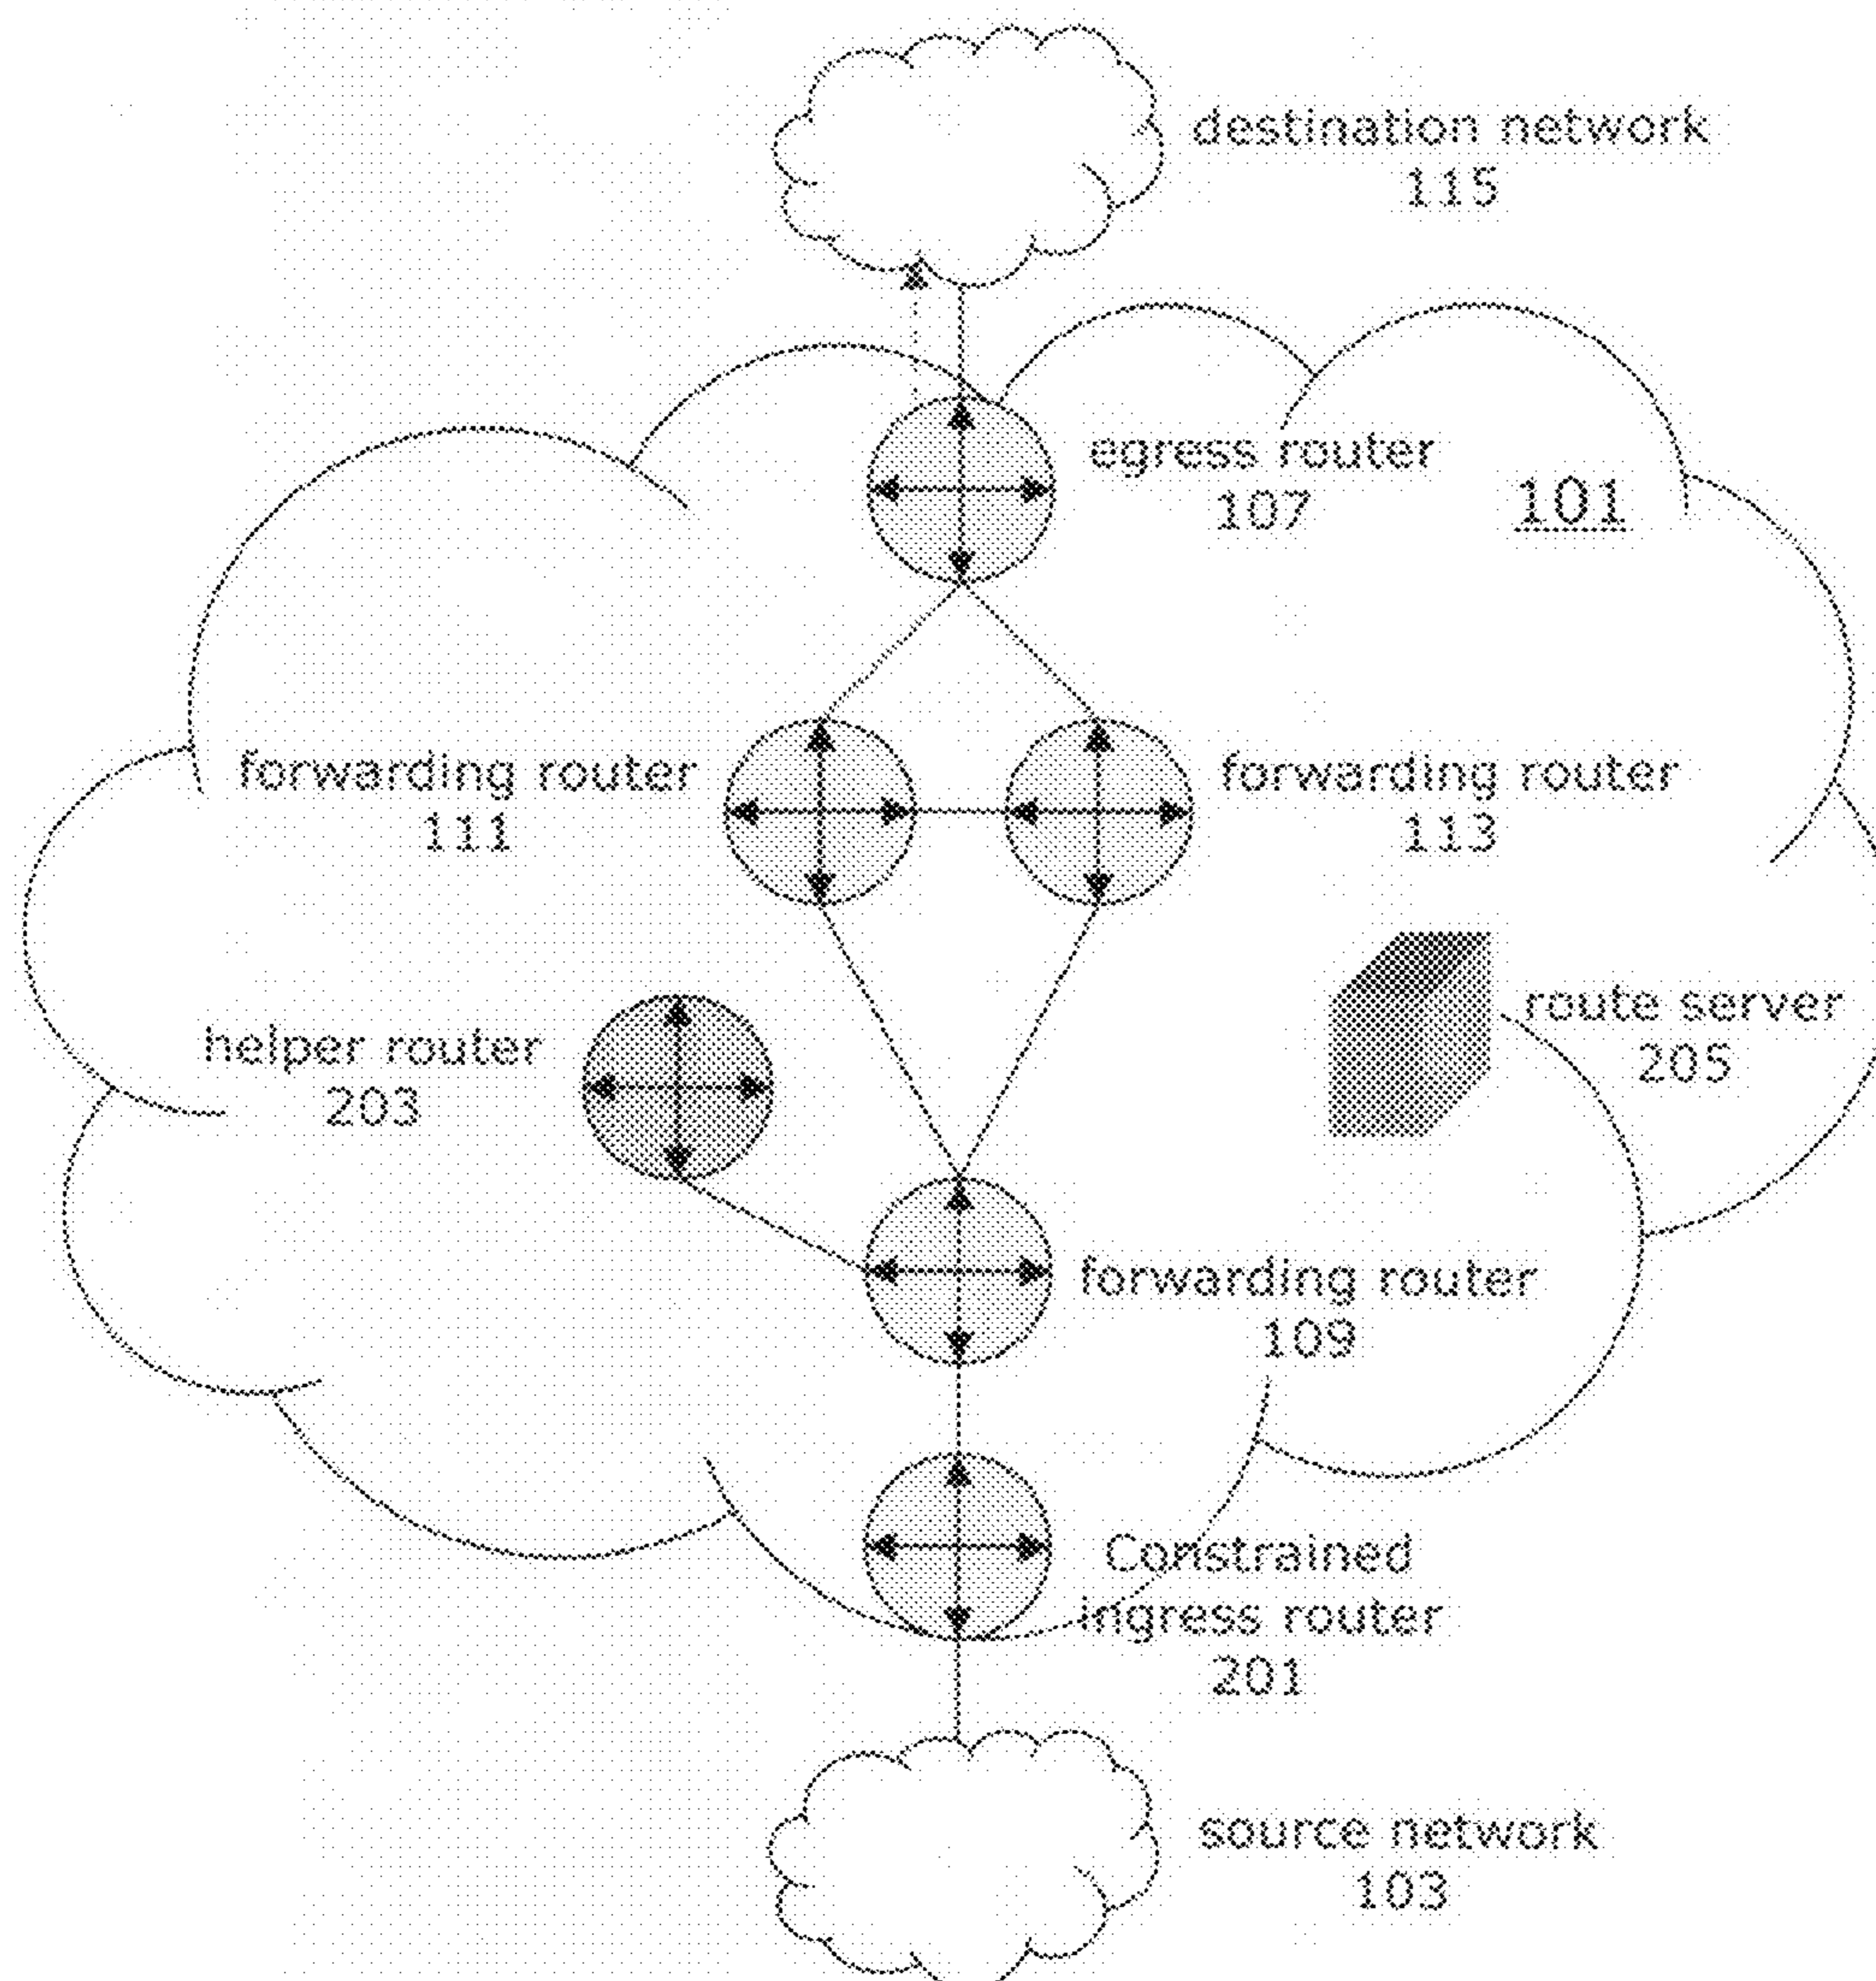 destination network
115
egress router
107
101
forwarding router
111
forwarding router
113
route server
205
helper router
203
forwarding router
109
Constrained
ingress router
201
source network
103